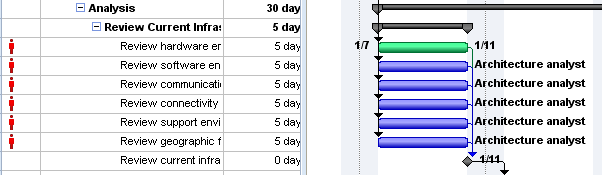 Analysis 30 day
Review Current Infras 5 day
Review hardware en 5 day 1/7 1/11
Review software en 5 day Architecture analyst
Review communicati 5 day Architecture analyst
Review connectivity 5 day Architecture analyst
Review support envi 5 day Architecture analyst
Review geographic f 5 day Architecture analyst
Review current infra 0 day 1/11